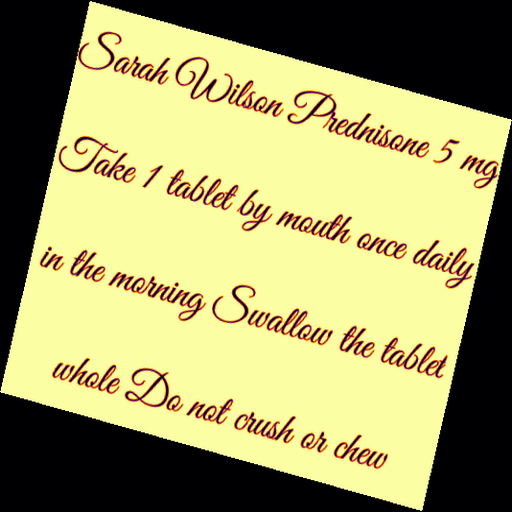 Sarah Wilson Prednisone 5 mg
Take 1 tablet by mouth once daily
in the morning Swallow the tablet
whole Do not crush or chew